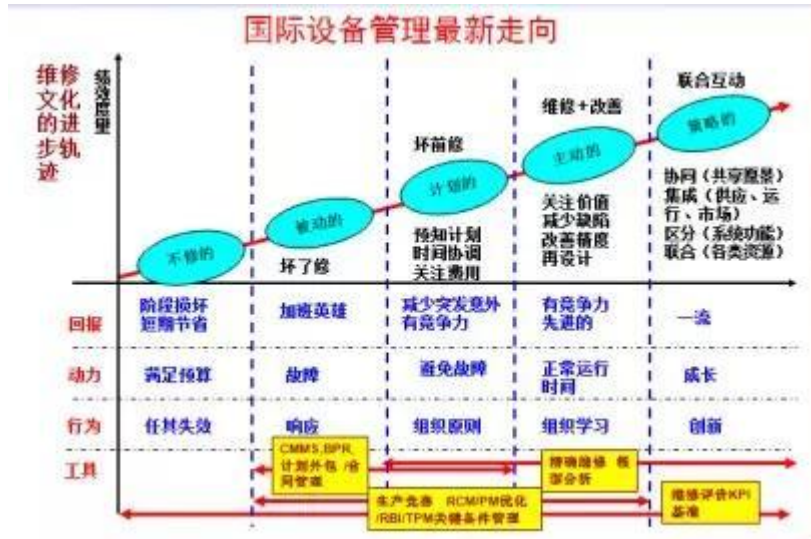 国际设备管理最新走向
维修
文化
的进
步轨
迹
绩效
联合互动
维修+改善
坏前修
策略的
主动的
计划的
被动的
不修的
坏了修
预知计划
时间协调
关注费用
关注价值
减少缺陷
改善精度
再设计
协同（共享愿景）
集成（供应、运
行、市场）
区分（系统功能）
联合（各类资源）
回报
阶段损坏
短期节省
加班英雄
减少突发意外
有竞争力
有竞争力
先进的
一流
动力
满足预算
故障
避免故障
正常运行
时间
成长
行为
任其失效
响应
组织原则
组织学习
创新
工具
CMMS,BPR,
计划外包 /合
同管理
精确维修 根
源分析
生产竞赛 RCM/PM优化
/RBI/TPM关键条件管理
维修评价KPI
基准